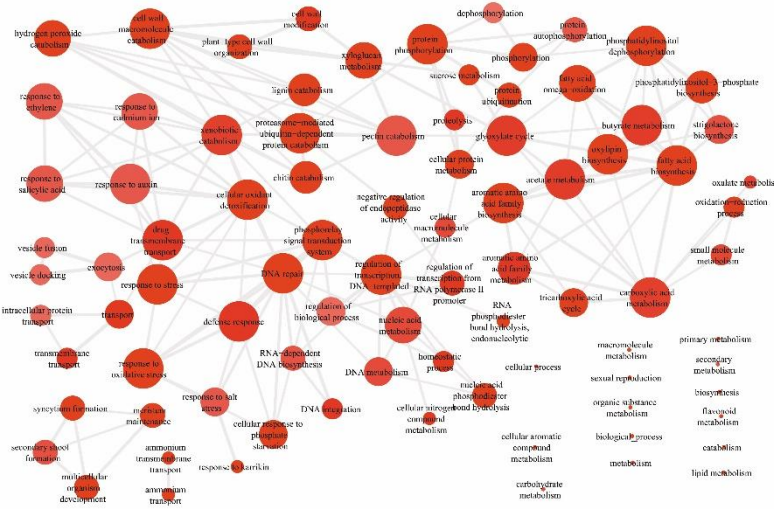 hydrogen peroxide
catabolism
cell wall
macromolecule
catabolism
plant-type cell wall
organization
cell wall
modification
xyloglucan
metabolism
protein
phosphorylation
dephosphorylation
phosphorylation
protein
autophosphorylation
phosphatidylinositol
dephosphorylation
sucrose metabolism
protein
ubiquitination
fatty acid
omega-oxidation
phosphatidylinositol-3-phosphate
biosynthesis
response to
ethylene
response to
cadmium ion
xenobiotic
catabolism
lignin catabolism
proteasome-mediated
ubiquitin-dependent
protein catabolism
pectin catabolism
proteolysis
glyoxylate cycle
butyrate metabolism
strigolactone
biosynthesis
oxylipin
biosynthesis
fatty acid
biosynthesis
response to
salicylic acid
response to auxin
chitin catabolism
cellular protein
metabolism
acetate metabolism
oxalate metabolis
cellular oxidant
detoxification
negative regulation
of endopeptidase
activity
aromatic amino
acid family
biosynthesis
oxidation-reduction
process
drug
transmembrane
transport
phosphorelay
signal transduction
system
cellular
macromolecule
metabolism
small molecule
metabolism
vesicle fusion
vesicle docking
exocytosis
response to stress
DNA repair
regulation of
transcription,
DNA-templated
regulation of
transcription from
RNA polymerase II
promoter
aromatic amino
acid family
metabolism
tricarboxylic acid
cycle
carboxylic acid
metabolism
intracellular protein
transport
transport
defense response
regulation of
biological process
nucleic acid
metabolism
RNA
phosphodiester
bond hydrolysis,
endonucleolytic
transmembrane
transport
response to
oxidative stress
RNA-dependent
DNA biosynthesis
DNA metabolism
homeostatic
process
nucleic acid
phosphodiester
bond hydrolysis
cellular process
macromolecule
metabolism
primary metabolism
secondary
metabolism
sexual reproduction
biosynthesis
syncytium formation
meristem
maintenance
response to salt
stress
DNA integration
cellular nitrogen
compound
metabolism
organic substance
metabolism
flavonoid
metabolism
cellular response to
phosphate
starvation
secondary shoot
formation
ammonium
transmembrane
transport
response to karrikin
cellular aromatic
compound
metabolism
biological_process
catabolism
metabolism
lipid metabolism
multicellular
organism
development
ammonium transport
carbohydrate
metabolism